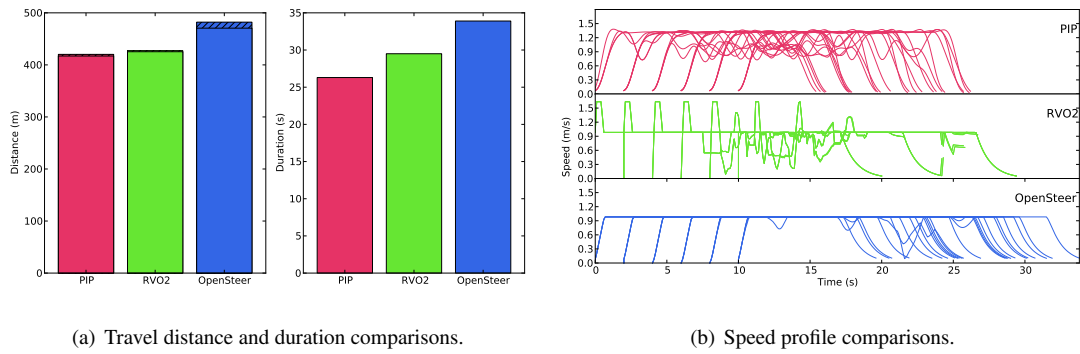 500
400
300
200
100
0
Distance (m)
PIP RVO2 OpenSteer
35
30
25
20
15
10
5
0
Duration (s)
PIP RVO2 OpenSteer
(a) Travel distance and duration comparisons.
1.5
1.2
0.9
0.6
0.3
0.0
PIP
1.5
1.2
0.9
0.6
0.3
0.0
Speed (m/s)
RVO2
1.5
1.2
0.9
0.6
0.3
0.0
OpenSteer
0 5 10 15 20 25 30
Time (s)
(b) Speed profile comparisons.